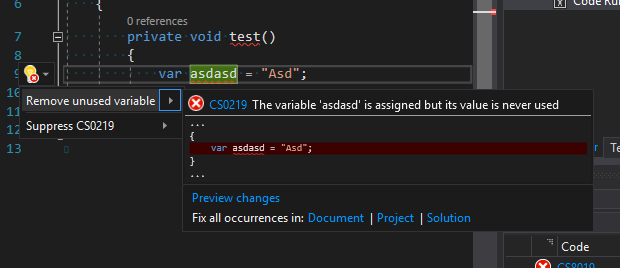 Code Ru
6 {
0 references
7 private void test()
8 {
9 var asdasd = "Asd";
10
Remove unused variable
11
CS0219 The variable 'asdasd' is assigned but its value is never used
12
Suppress CS0219
...
13
{
var asdasd = "Asd";
}
...
Te
Preview changes
Fix all occurrences in: Document | Project | Solution
Code
CS8019